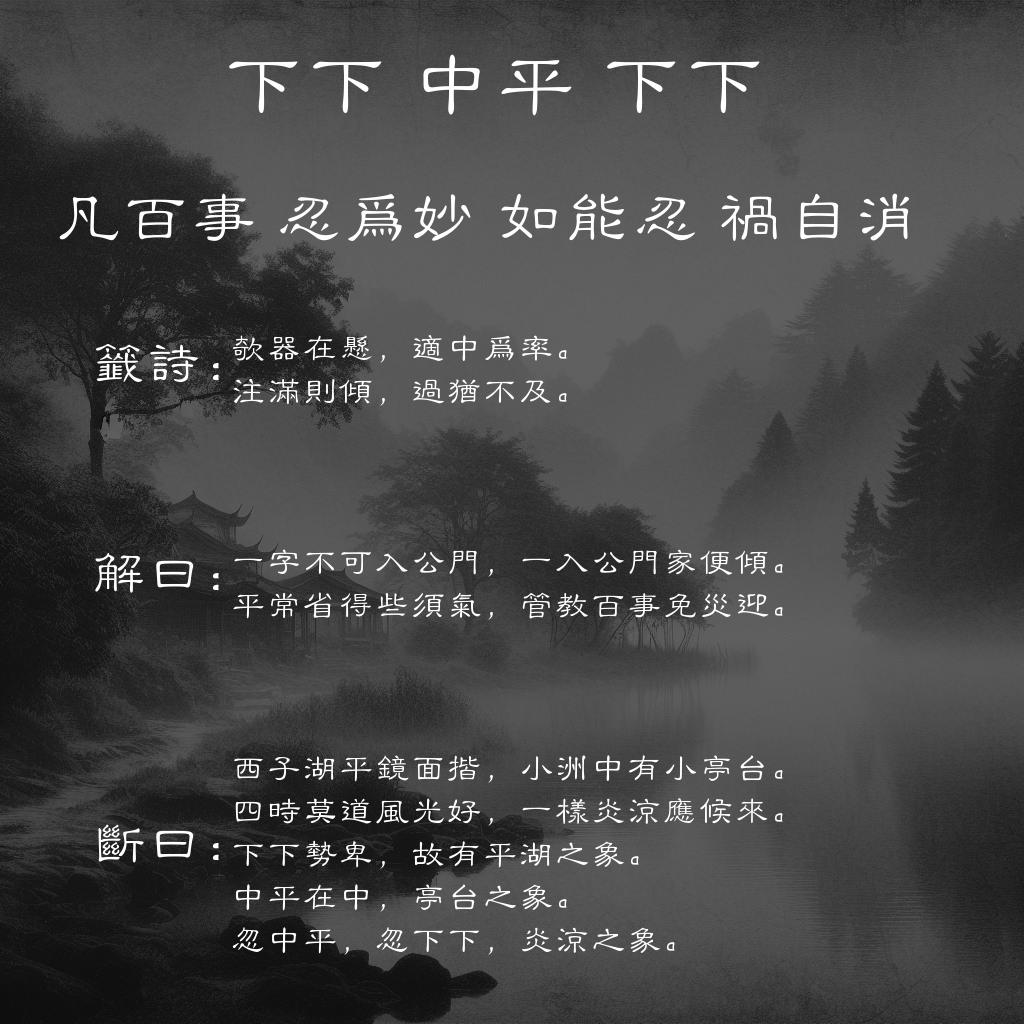 下下 中平 下下
凡百事 忍爲妙 如能忍 禍自消
籤詩：
欹器在懸，適中爲率。
注滿則傾，過猶不及。
解曰：
一字不可入公門，一入公門家便傾。
平常省得些須氣，管教百事免災迎。
斷曰：
西子湖平鏡面揩，小洲中有小亭台。
四時莫道風光好，一樣炎涼應候來。
下下勢卑，故有平湖之象。
中平在中，亭台之象。
忽中平，忽下下，炎涼之象。